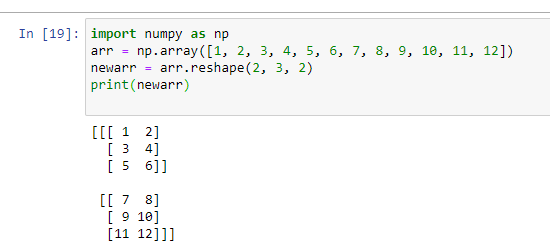 In [19]: import numpy as np
arr = np.array([1, 2, 3, 4, 5, 6, 7, 8, 9, 10, 11, 12])
newarr = arr.reshape(2, 3, 2)
print(newarr)
[[[ 1  2]
  [ 3  4]
  [ 5  6]]
 [[ 7  8]
  [ 9 10]
  [11 12]]]